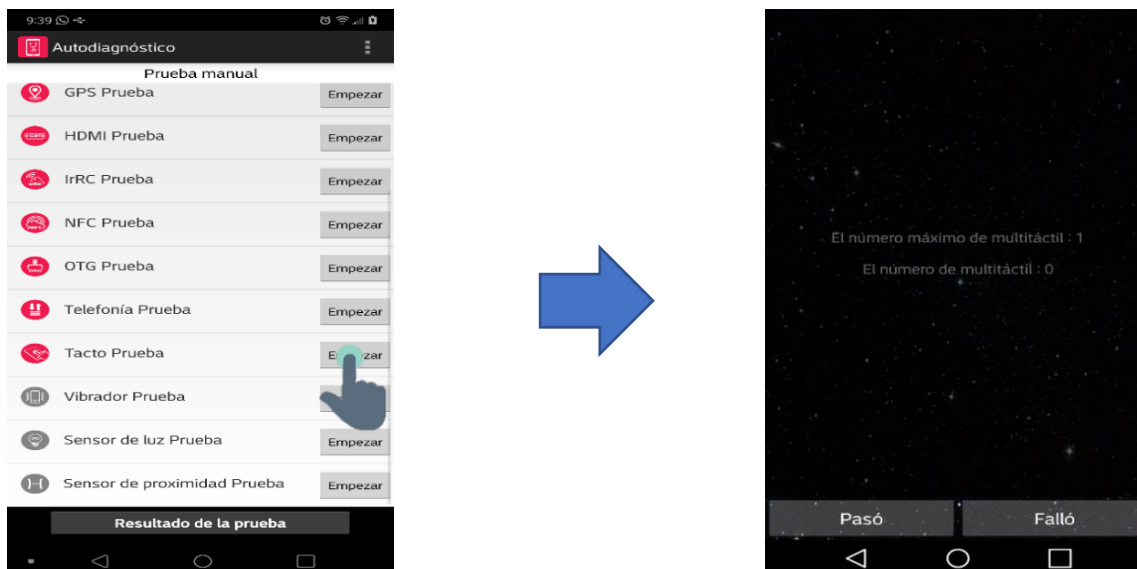 9:39
Autodiagnóstico
Prueba manual
GPS Prueba
Empezar
HDMI Prueba
Empezar
IrRC Prueba
Empezar
NFC Prueba
Empezar
OTG Prueba
Empezar
Telefonía Prueba
Empezar
Tacto Prueba
Vibrador Prueba
Sensor de luz Prueba
Empezar
Sensor de proximidad Prueba
Empezar
Resultado de la prueba
El número máximo de multitáctil : 1
El número de multitáctil : 0
Pasó
Falló